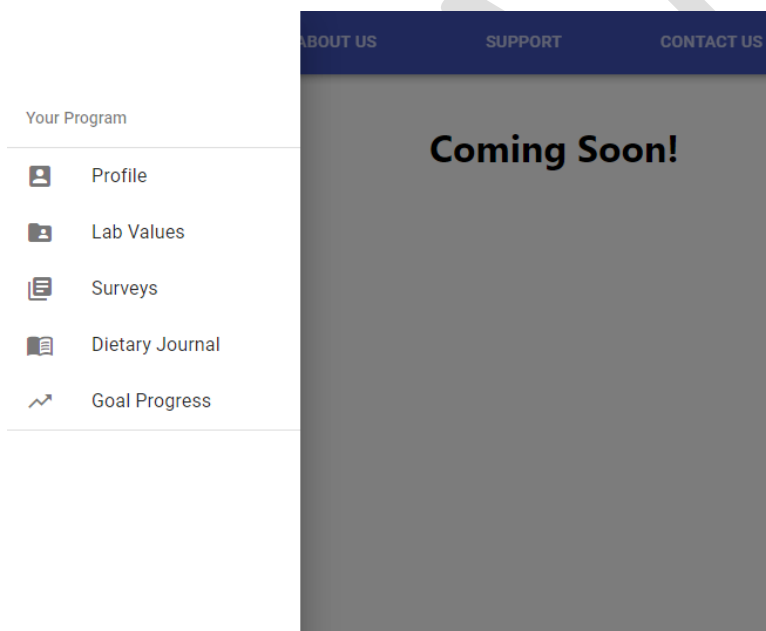 ABOUT US SUPPORT CONTACT US
Your Program
Coming Soon!
Profile
Lab Values
Surveys
Dietary Journal
Goal Progress